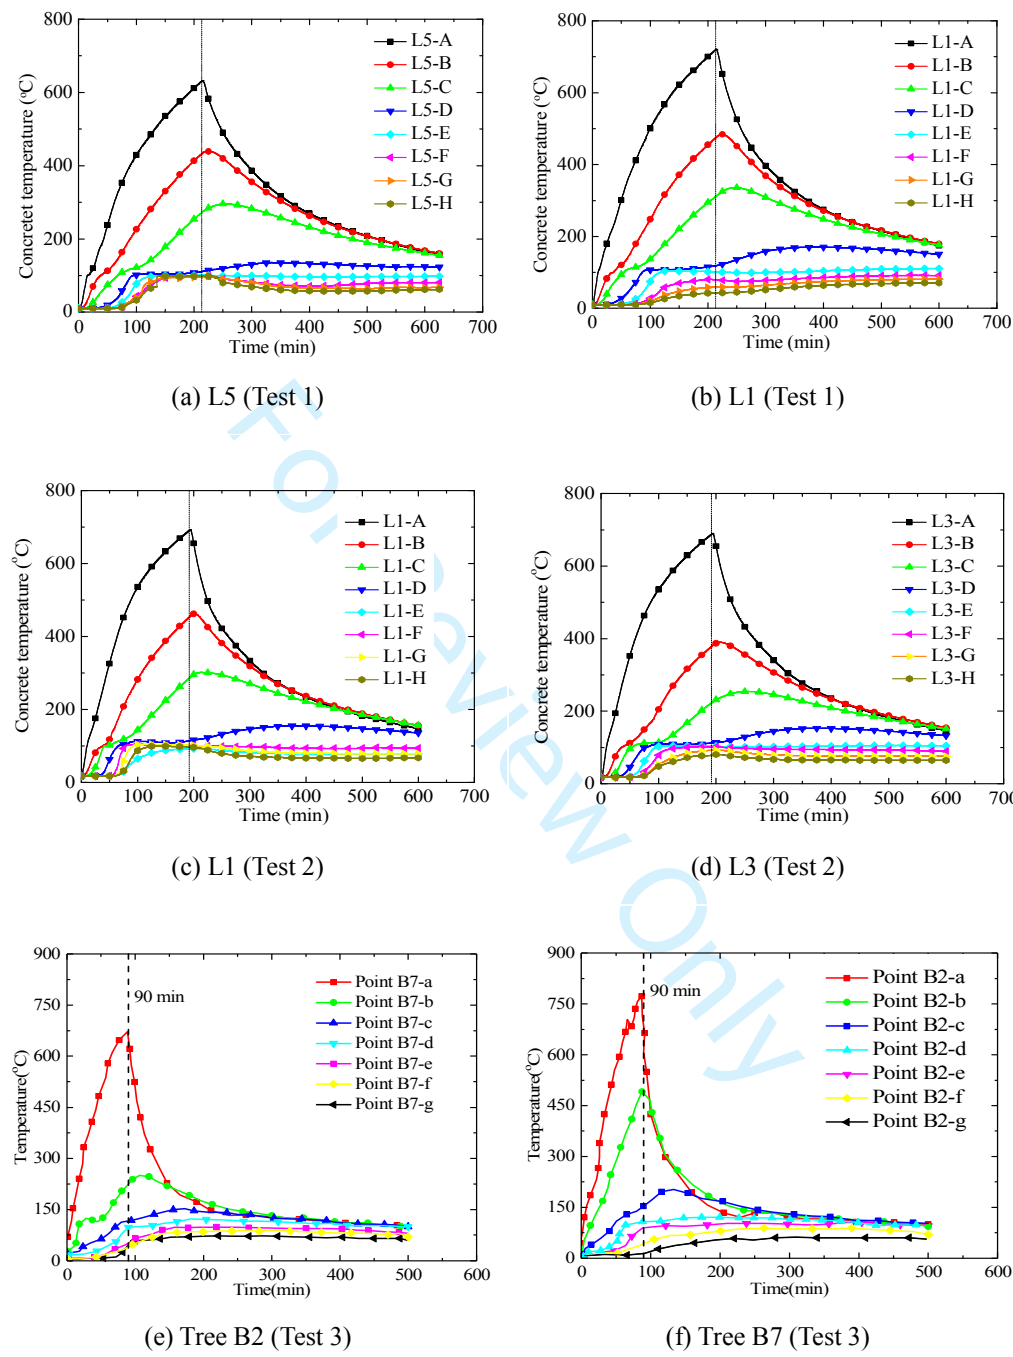 800
600
400
200
0
0 100 200 300 400 500 600 700
Concretet temperature (°C)
Time (min)
L5-A
L5-B
L5-C
L5-D
L5-E
L5-F
L5-G
L5-H
(a) L5 (Test 1)
800
600
400
200
0
0 100 200 300 400 500 600 700
Concrete temperature (°C)
Time (min)
L1-A
L1-B
L1-C
L1-D
L1-E
L1-F
L1-G
L1-H
(b) L1 (Test 1)
800
600
400
200
0
0 100 200 300 400 500 600 700
Concrete temperature (°C)
Time (min)
L1-A
L1-B
L1-C
L1-D
L1-E
L1-F
L1-G
L1-H
(c) L1 (Test 2)
800
600
400
200
0
0 100 200 300 400 500 600 700
Concrete temperature (°C)
Time (min)
L3-A
L3-B
L3-C
L3-D
L3-E
L3-F
L3-G
L3-H
(d) L3 (Test 2)
900
750
600
450
300
150
0
0 100 200 300 400 500 600
Temperature(°C)
Time(min)
90 min
Point B7-a
Point B7-b
Point B7-c
Point B7-d
Point B7-e
Point B7-f
Point B7-g
(e) Tree B2 (Test 3)
900
750
600
450
300
150
0
0 100 200 300 400 500 600
Temperature(°C)
Time(min)
90 min
Point B2-a
Point B2-b
Point B2-c
Point B2-d
Point B2-e
Point B2-f
Point B2-g
(f) Tree B7 (Test 3)
For Review Only